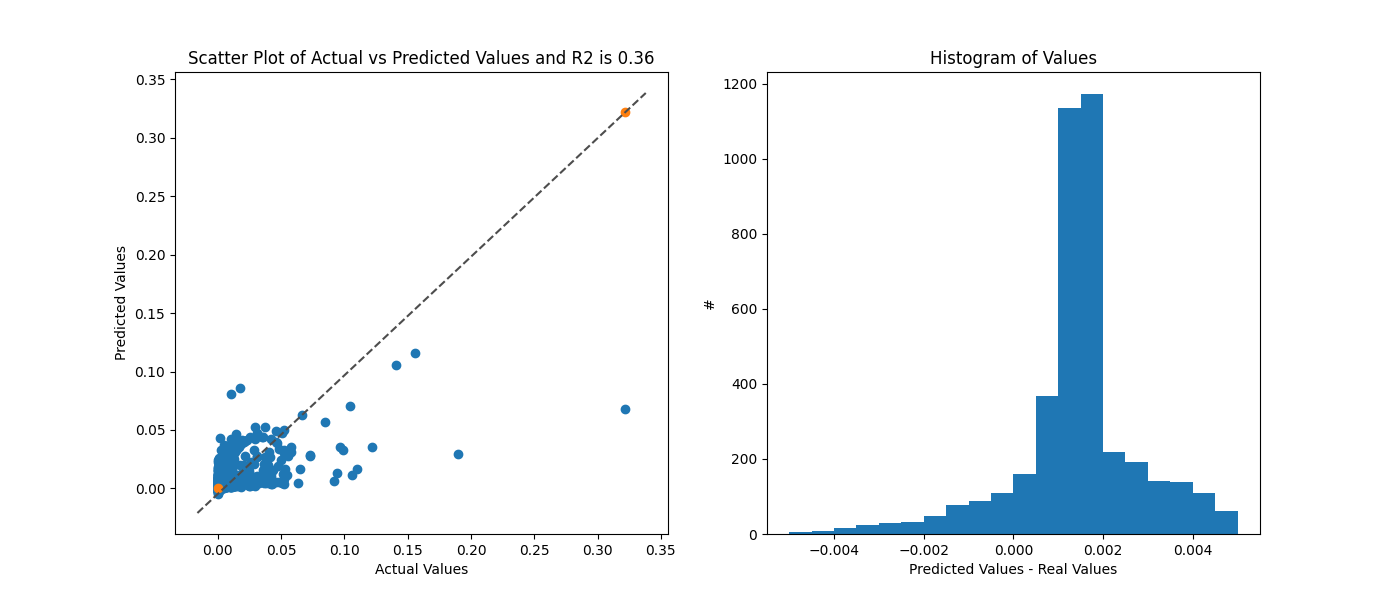 Scatter Plot of Actual vs Predicted Values and R2 is 0.36
0.35
0.30
0.25
0.20
0.15
0.10
0.05
0.00
Predicted Values
0.00 0.05 0.10 0.15 0.20 0.25 0.30 0.35
Actual Values
Histogram of Values
1200
1000
800
600
400
200
0
#
−0.004 −0.002 0.000 0.002 0.004
Predicted Values - Real Values